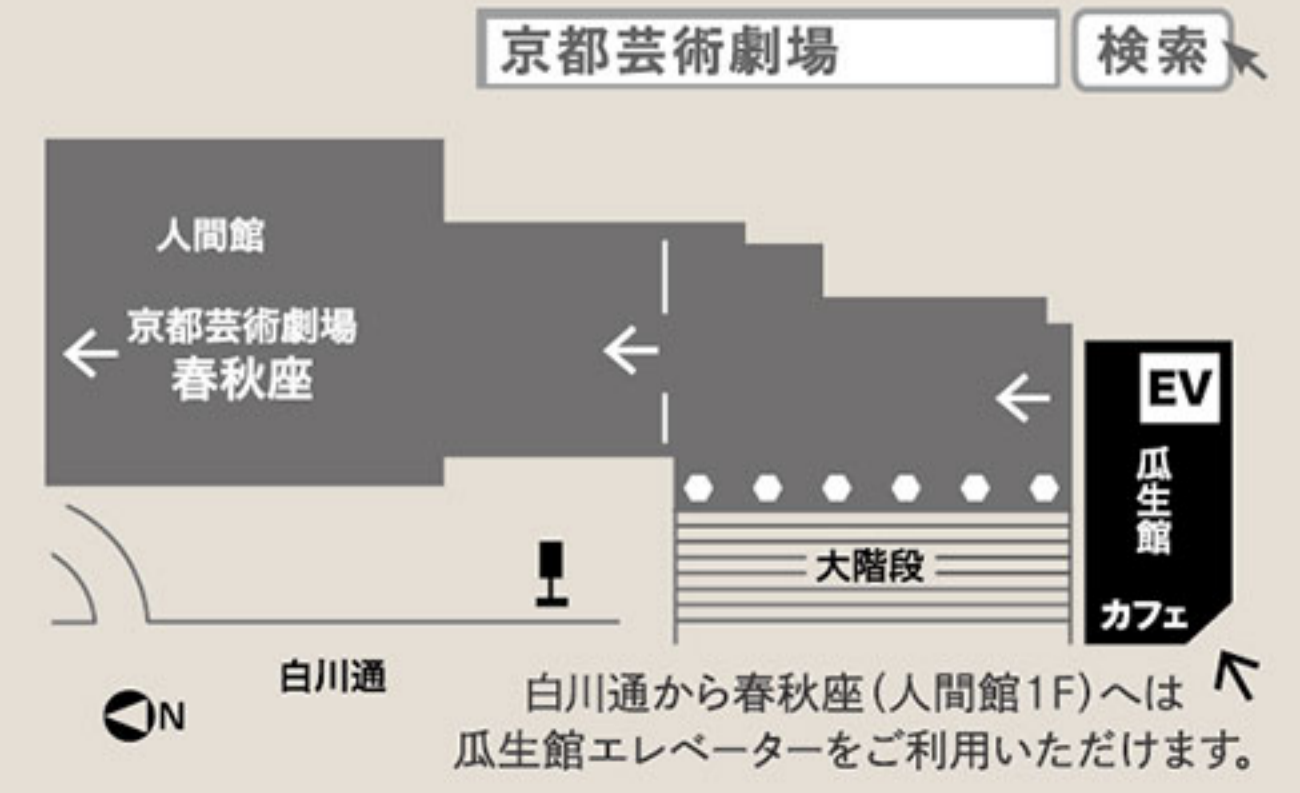 京都芸術劇場 検索
人間館
京都芸術劇場
春秋座
EV
瓜生館
カフェ
大階段
白川通
N
白川通から春秋座(人間館1F)へは
瓜生館エレベーターをご利用いただけます。